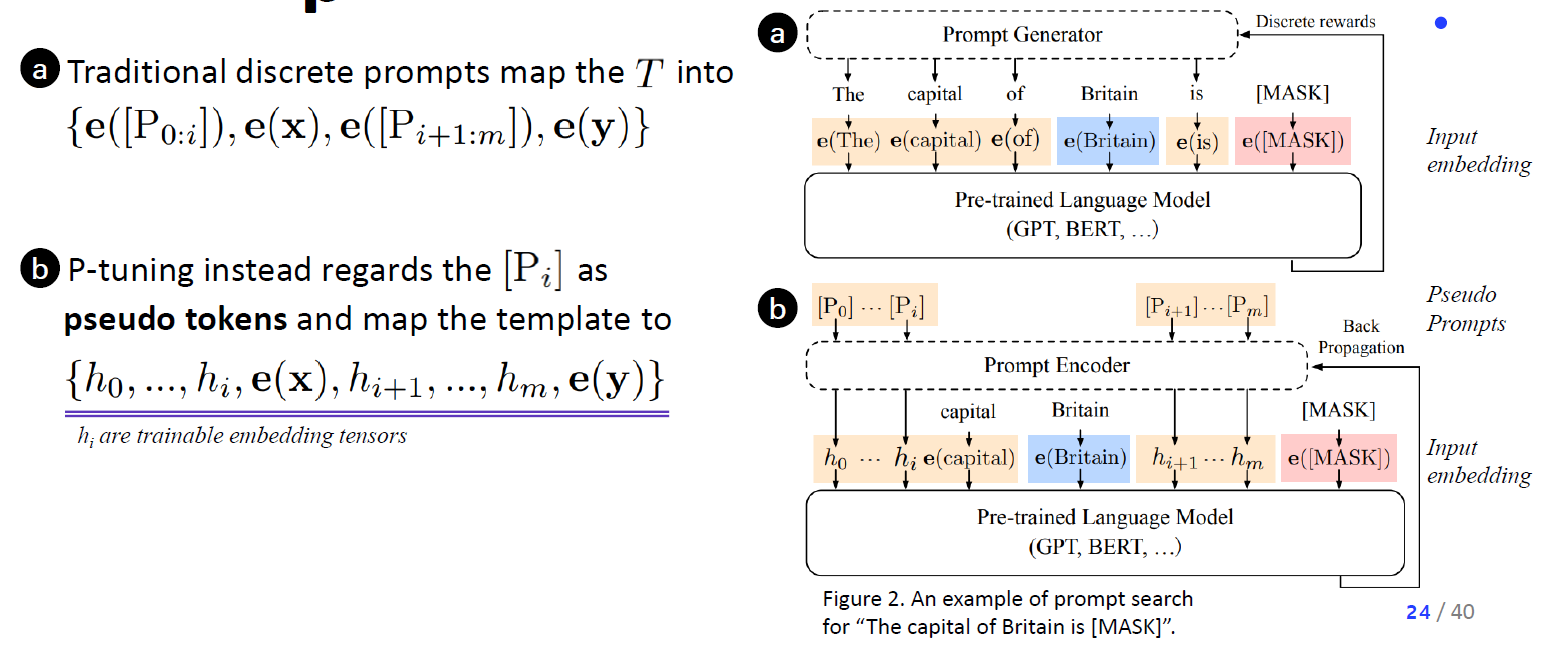 a Traditional discrete prompts map the T into
{e([P0:i]), e(x), e([Pi+1:m]), e(y)}
b P-tuning instead regards the [Pi] as
pseudo tokens and map the template to
{h0, ..., hi, e(x), hi+1, ..., hm, e(y)}
hi are trainable embedding tensors
a
Prompt Generator
Discrete rewards
The capital of Britain is [MASK]
e(The) e(capital) e(of) e(Britain) e(is) e([MASK])
Input
embedding
Pre-trained Language Model
(GPT, BERT, …)
b
[P0] ⋯ [Pi] [Pi+1] ⋯ [Pm]
Pseudo
Prompts
Back
Propagation
Prompt Encoder
capital Britain [MASK]
h0 ⋯ hi e(capital) e(Britain) hi+1 ⋯ hm e([MASK])
Input
embedding
Pre-trained Language Model
(GPT, BERT, …)
Figure 2. An example of prompt search
for “The capital of Britain is [MASK]”.
24 / 40